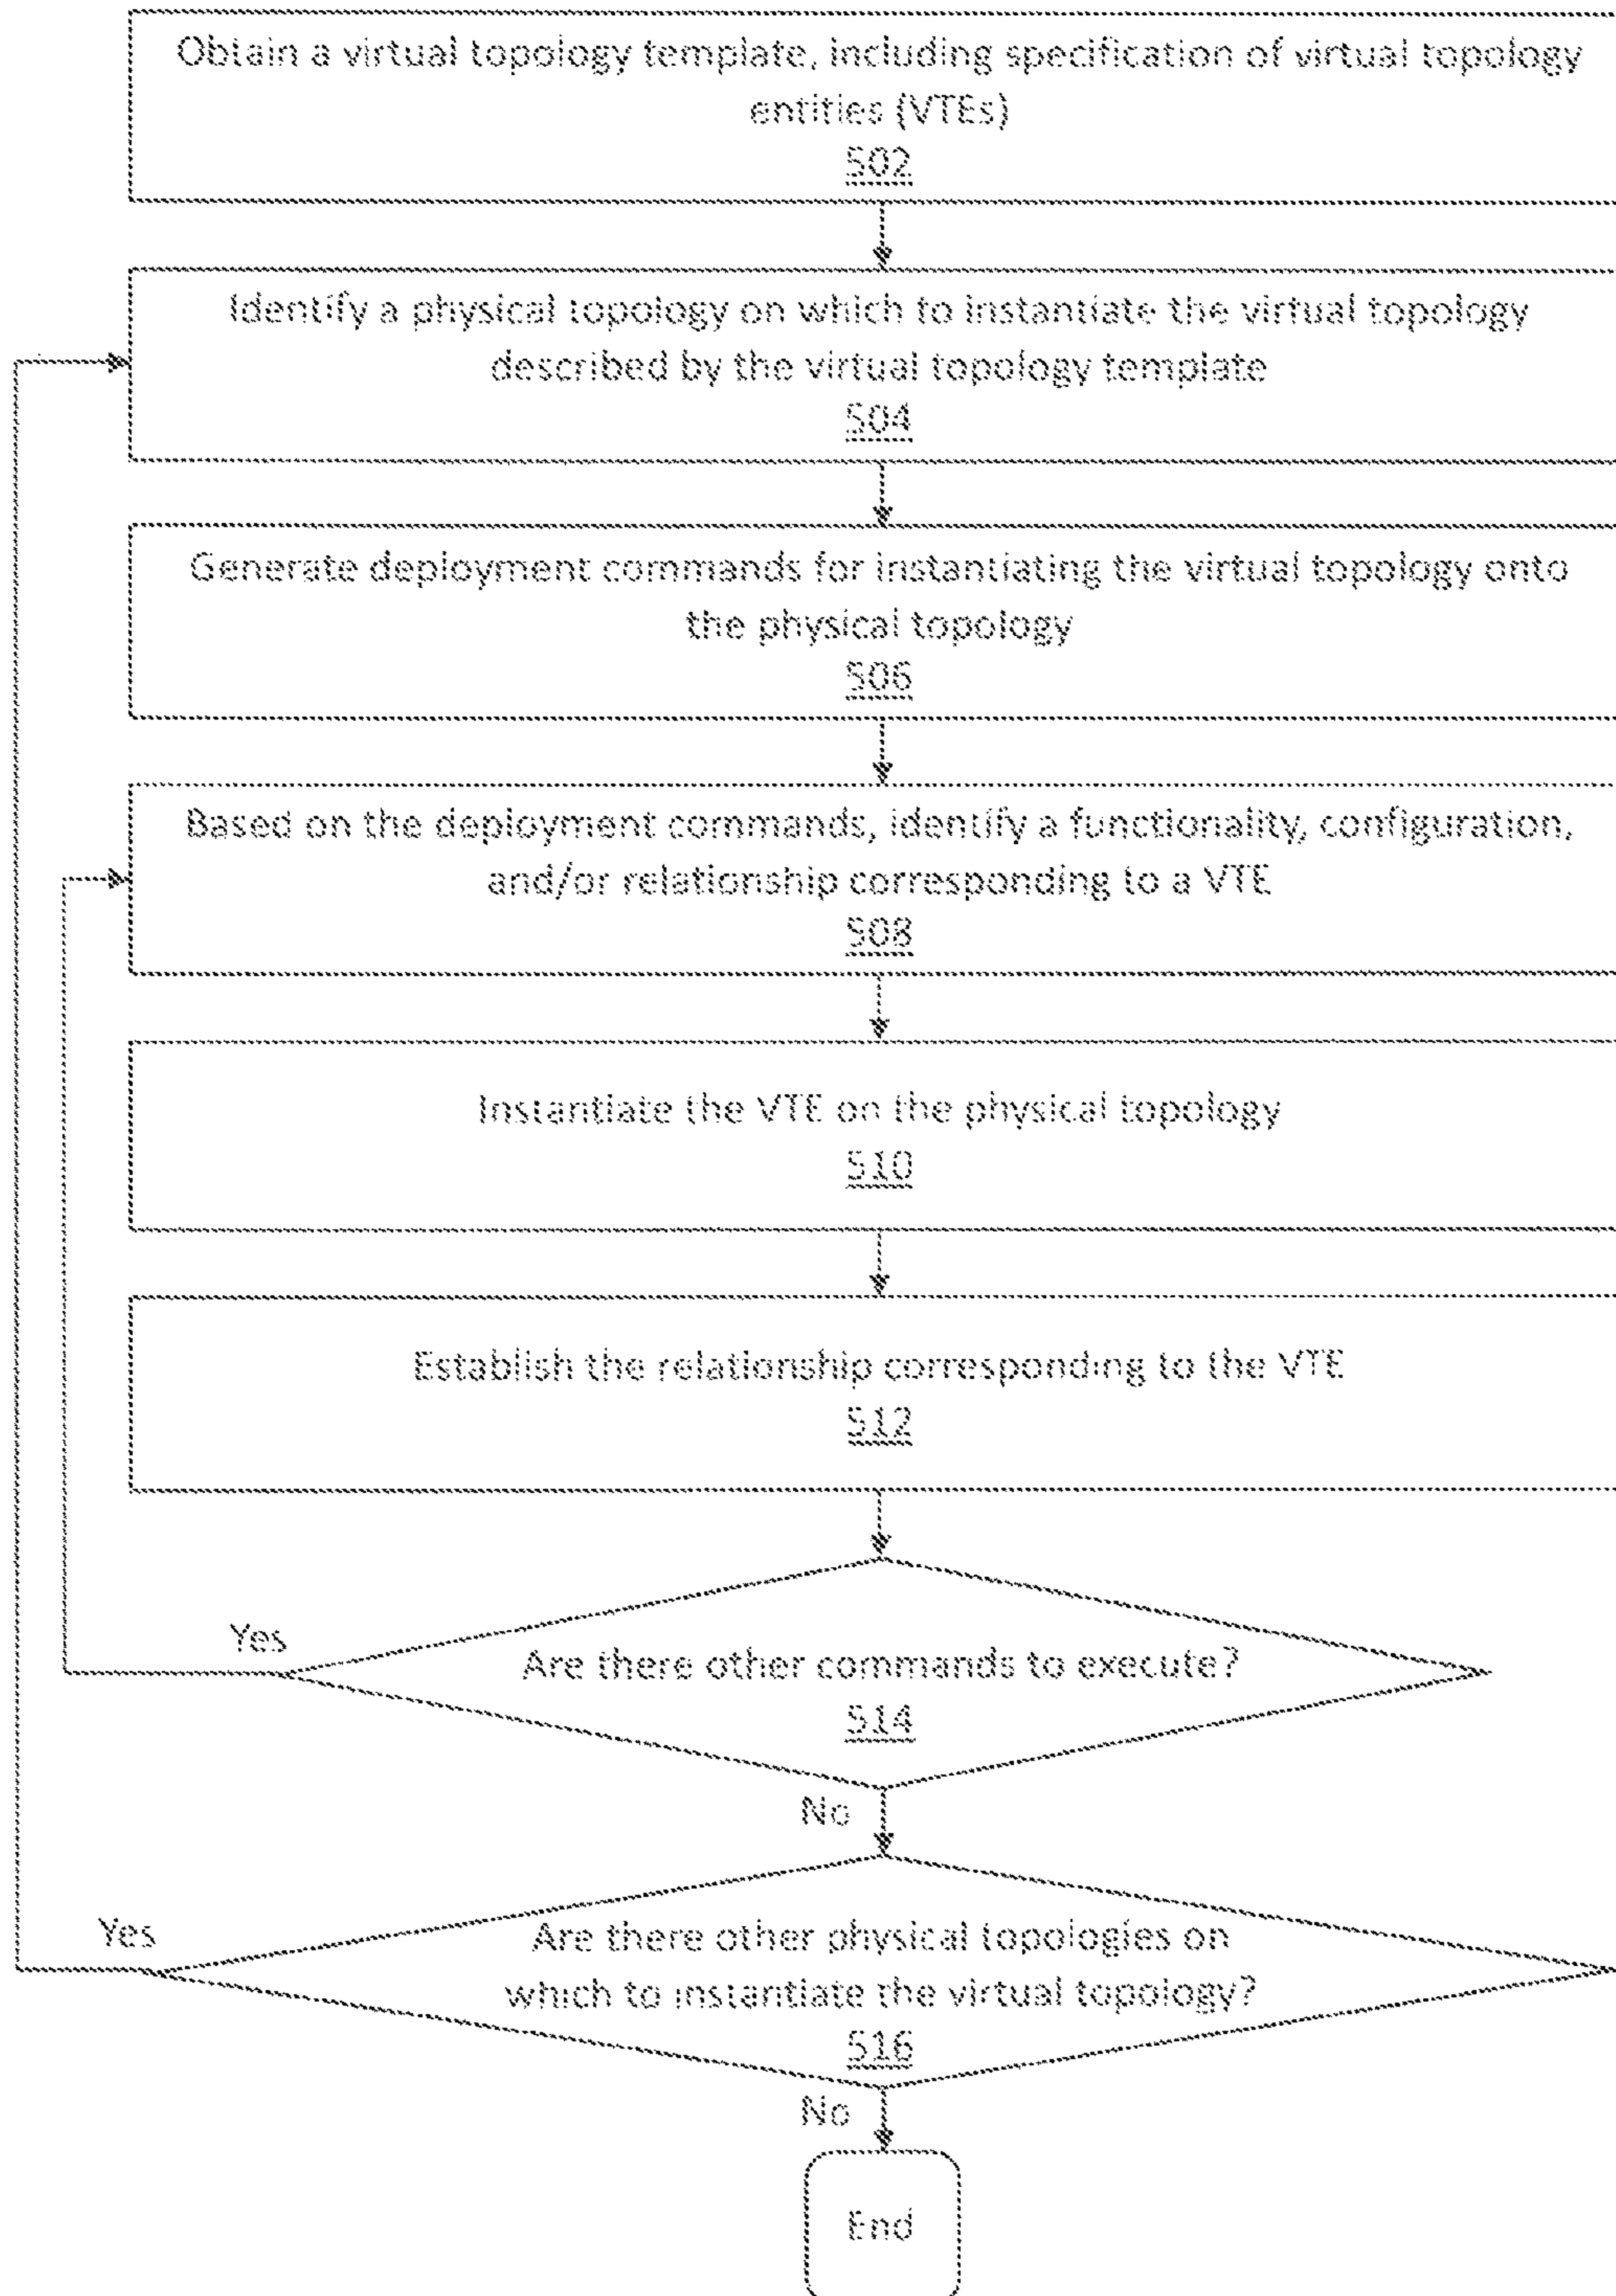 Obtain a virtual topology template, including specification of virtual topology
entities (VTEs)
502
Identify a physical topology on which to instantiate the virtual topology
described by the virtual topology template
504
Generate deployment commands for instantiating the virtual topology onto
the physical topology
506
Based on the deployment commands, identify a functionality, configuration,
and/or relationship corresponding to a VTE
508
Instantiate the VTE on the physical topology
510
Establish the relationship corresponding to the VTE
512
Yes
Are there other commands to execute?
514
No
Yes
Are there other physical topologies on
which to instantiate the virtual topology?
516
No
End